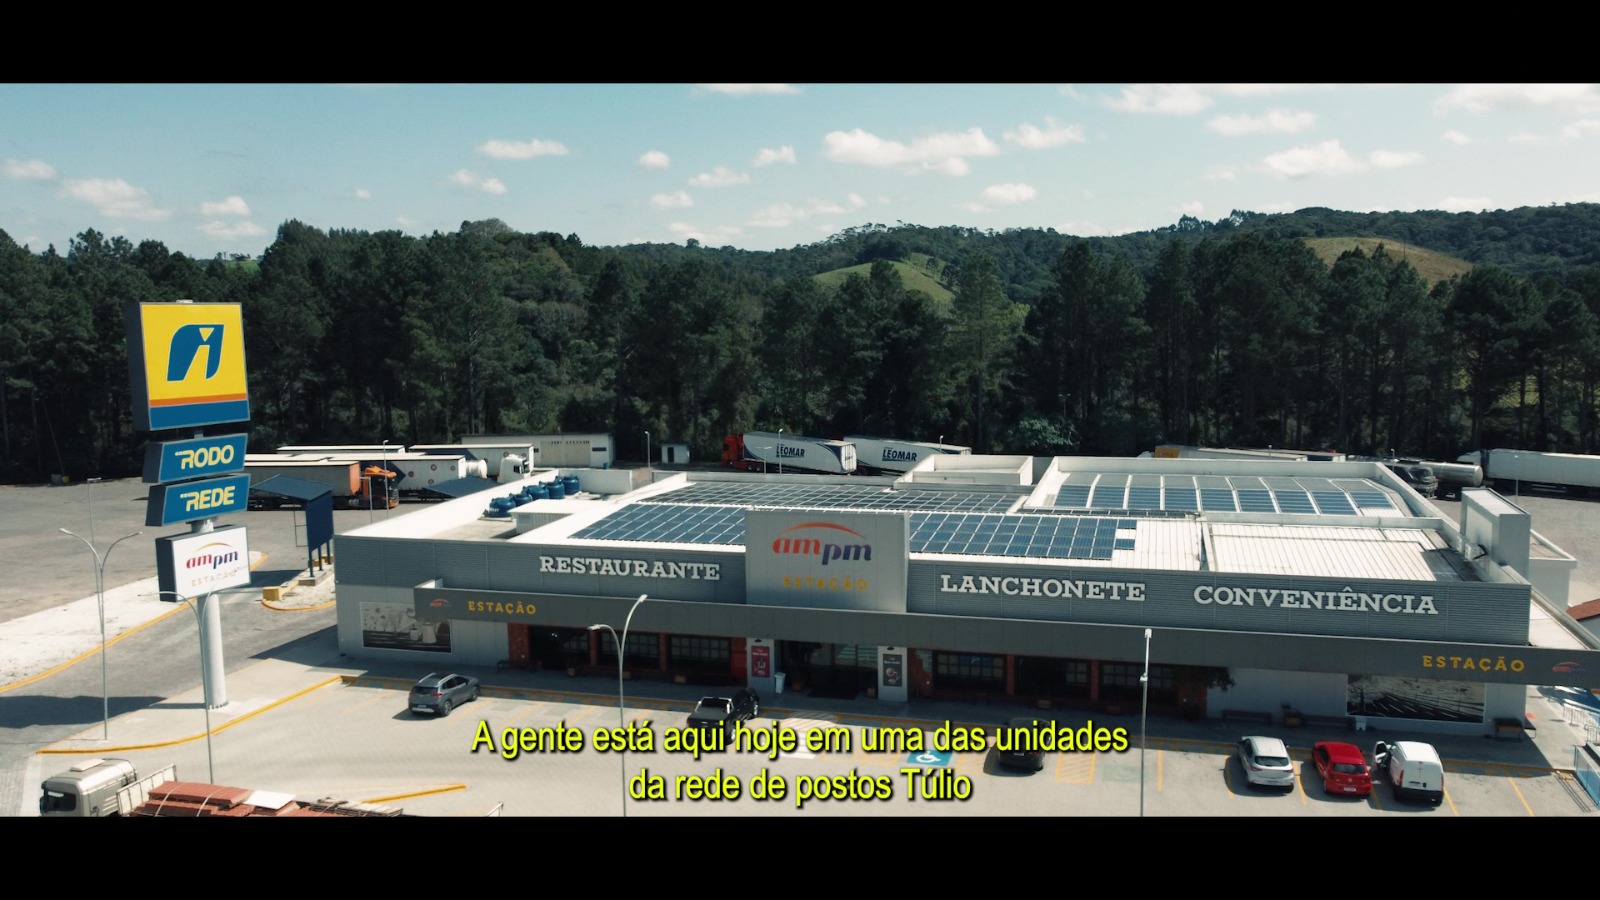 RODO
REDE
ampm
ESTAÇÃO
LEOMAR
LEOMAR
ampm
ESTAÇÃO
RESTAURANTE
LANCHONETE
CONVENIÊNCIA
ESTAÇÃO
ESTAÇÃO
A gente está aqui hoje em uma das unidades
da rede de postos Túlio